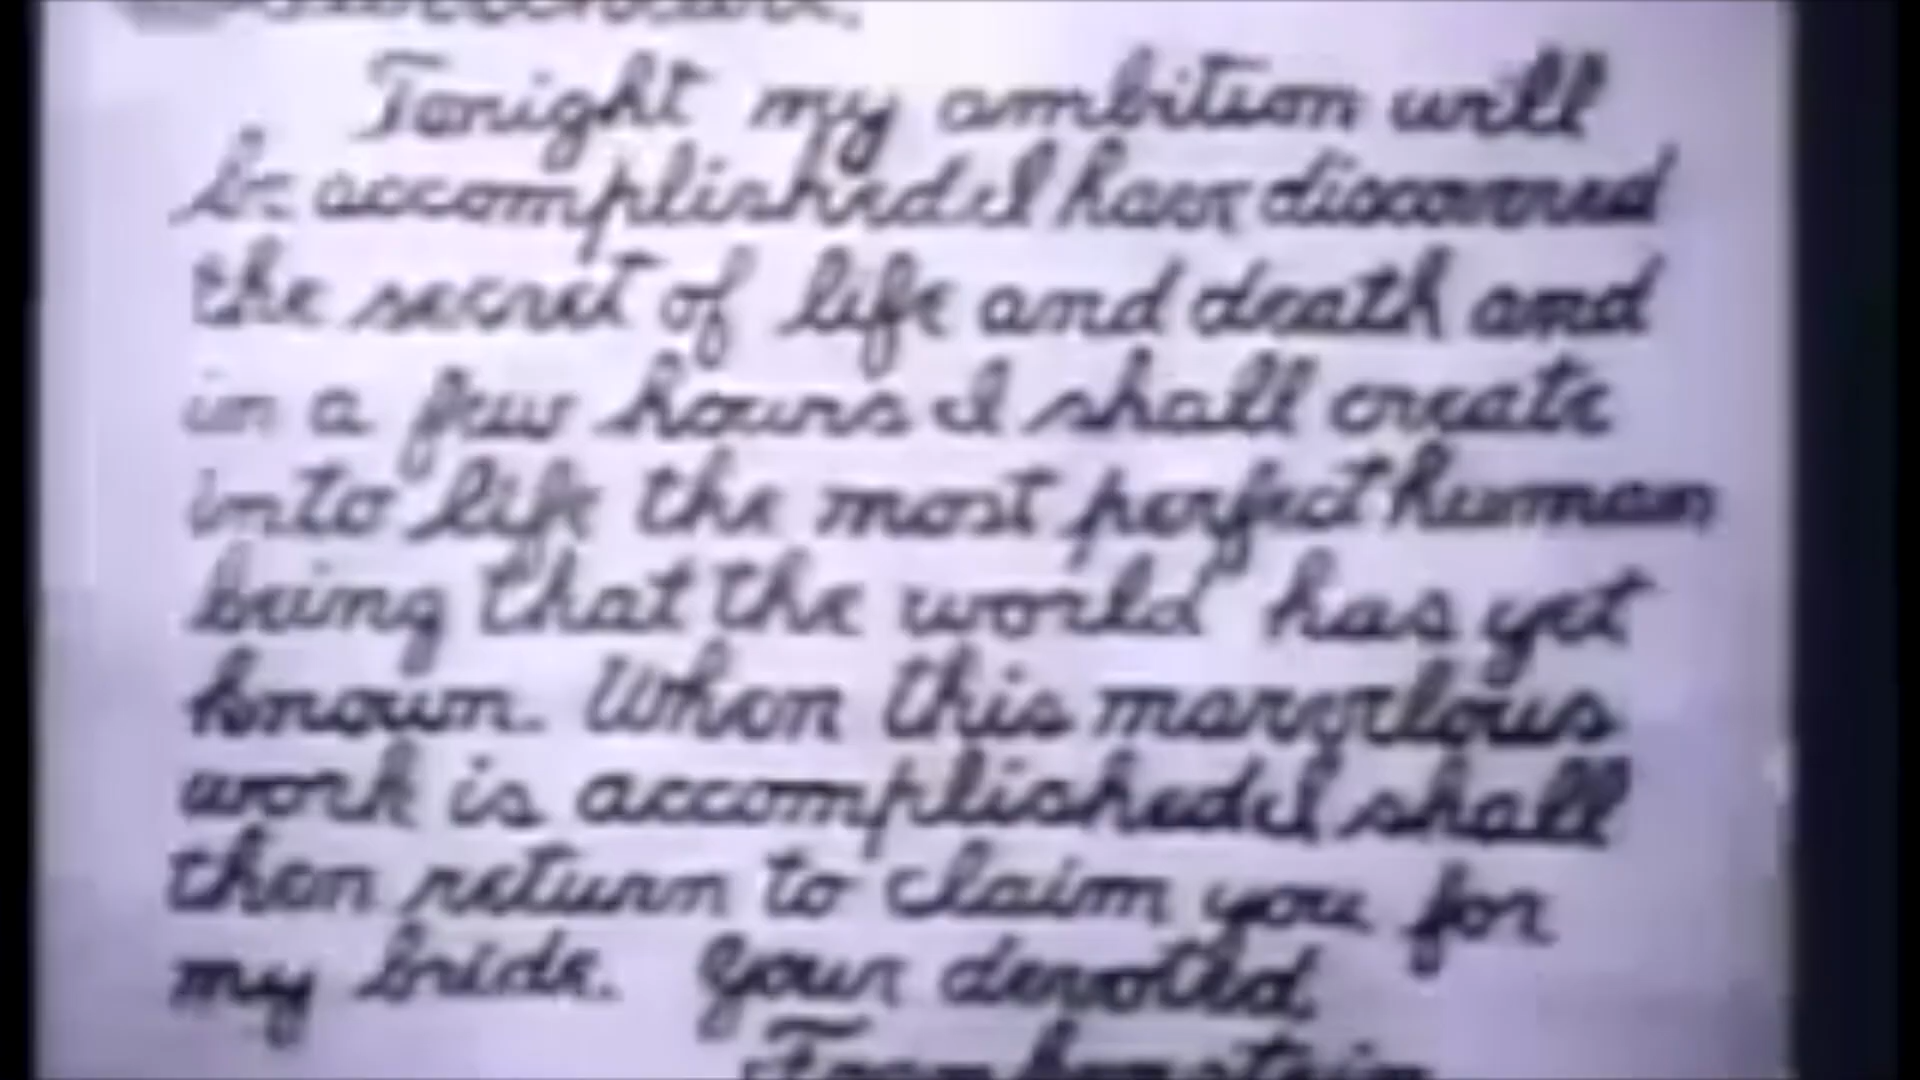 Tonight my ambition will
be accomplished. I have discovered
the secret of life and death and
in a few hours I shall create
into life the most perfect human
being that the world has yet
known. When this marvelous
work is accomplished I shall
then return to claim you for
my bride. Your devoted.
Frankenstein